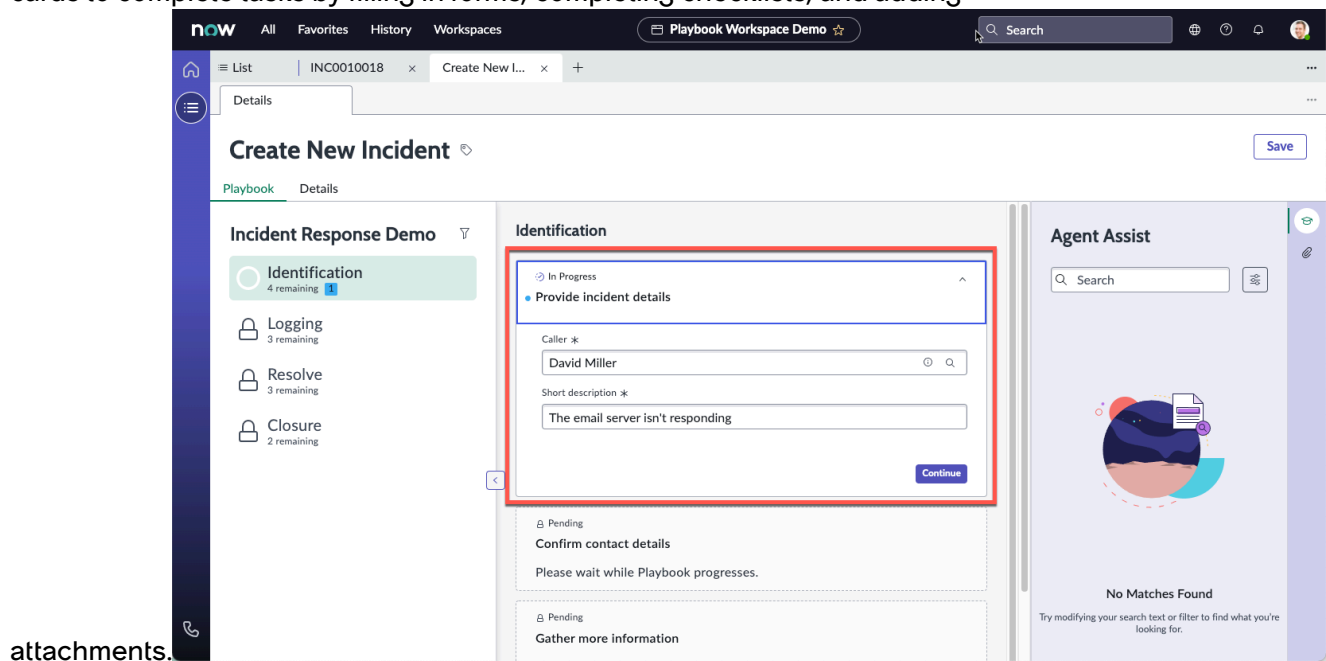 cards to complete tasks by filling in forms, completing checklists, and adding
now All Favorites History Workspaces Playbook Workspace Demo ☆ Search
List INC0010018 × Create New I... × +
Details
Create New Incident
Save
Playbook Details
Incident Response Demo
Identification
4 remaining 1
Logging
3 remaining
Resolve
3 remaining
Closure
2 remaining
Identification
In Progress
Provide incident details
Caller *
David Miller
Short description *
The email server isn't responding
Continue
Pending
Confirm contact details
Please wait while Playbook progresses.
Pending
Gather more information
Agent Assist
Search
No Matches Found
Try modifying your search text or filter to find what you're
looking for.
attachments.